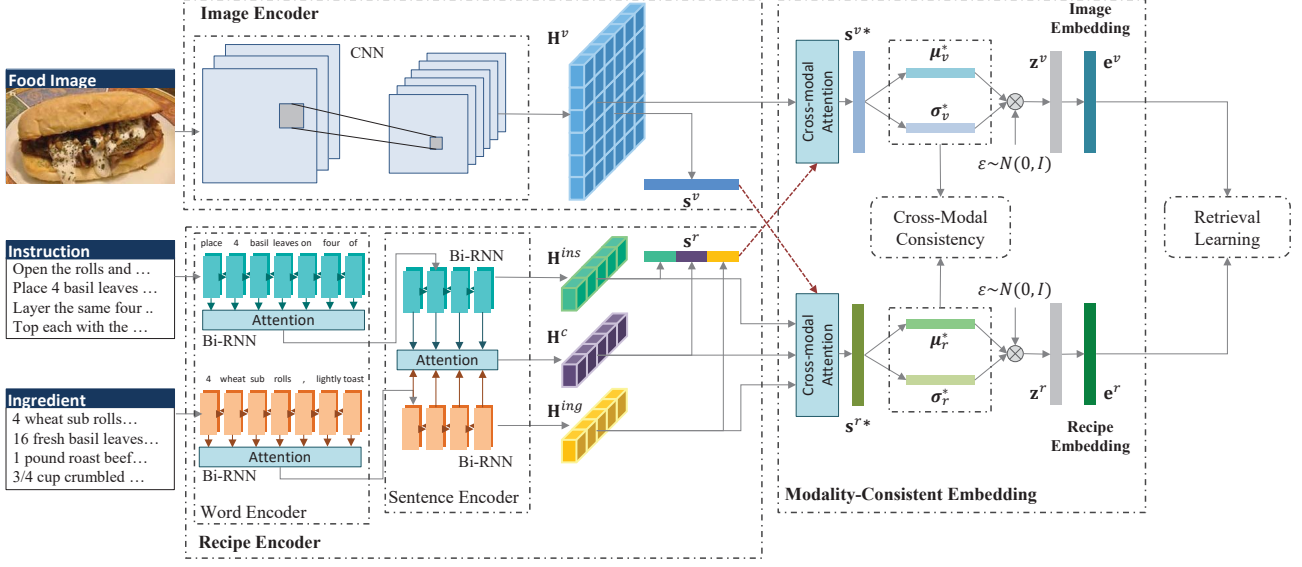 Image Encoder
CNN
H^v
s^v
Food Image
Instruction
Open the rolls and …
Place 4 basil leaves …
Layer the same four ..
Top each with the …
Ingredient
4 wheat sub rolls…
16 fresh basil leaves…
1 pound roast beef…
3/4 cup crumbled …
place 4 basil leaves on four of
Attention
Bi-RNN
4 wheat sub rolls , lightly toast
Attention
Bi-RNN
Word Encoder
Bi-RNN
Attention
Bi-RNN
Sentence Encoder
Recipe Encoder
H^ins
H^c
H^ing
s^r
Cross-modal
Attention
s^v*
μ*_v
σ*_v
ε~N(0, I)
z^v
Image
Embedding
e^v
Cross-Modal
Consistency
Retrieval
Learning
Cross-modal
Attention
s^r*
μ*_r
σ*_r
ε~N(0, I)
z^r
e^r
Recipe
Embedding
Modality-Consistent Embedding